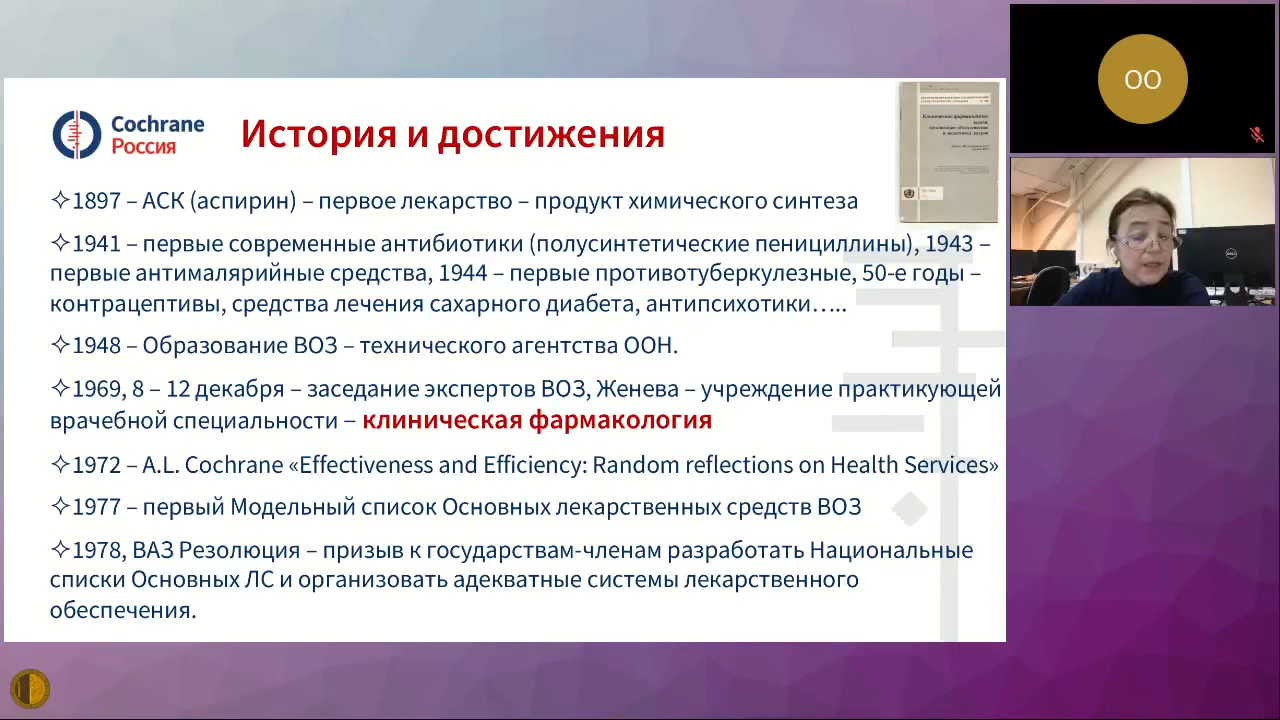 Cochrane
Россия
История и достижения
✧1897 – АСК (аспирин) – первое лекарство – продукт химического синтеза
✧1941 – первые современные антибиотики (полусинтетические пенициллины), 1943 –
первые антималярийные средства, 1944 – первые противотуберкулезные, 50-е годы –
контрацептивы, средства лечения сахарного диабета, антипсихотики…..
✧1948 – Образование ВОЗ – технического агентства ООН.
✧1969, 8 – 12 декабря – заседание экспертов ВОЗ, Женева – учреждение практикующей
врачебной специальности – клиническая фармакология
✧1972 – A.L. Cochrane «Effectiveness and Efficiency: Random reflections on Health Services»
✧1977 – первый Модельный список Основных лекарственных средств ВОЗ
✧1978, ВАЗ Резолюция – призыв к государствам-членам разработать Национальные
списки Основных ЛС и организовать адекватные системы лекарственного
обеспечения.
Клиническая фармакология:
OO
DELL